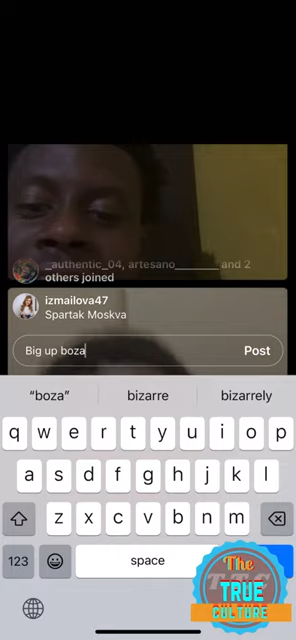 _authentic_04, artesano_______ and 2
others joined
izmailova47
Spartak Moskva
Big up boza
Post
“boza”
bizarre
bizarrely
q w e r t y u i o p
a s d f g h j k l
z x c v b n m
123
space
The
T.T.C
TRUE
CULTURE